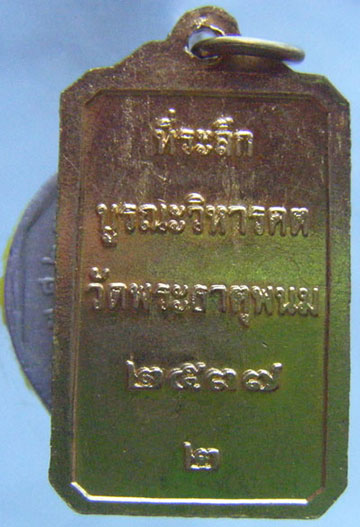 ที่ระลึก
บูรณะวิหารคต
วัดพระธาตุพนม
๒๕๓๗
๒